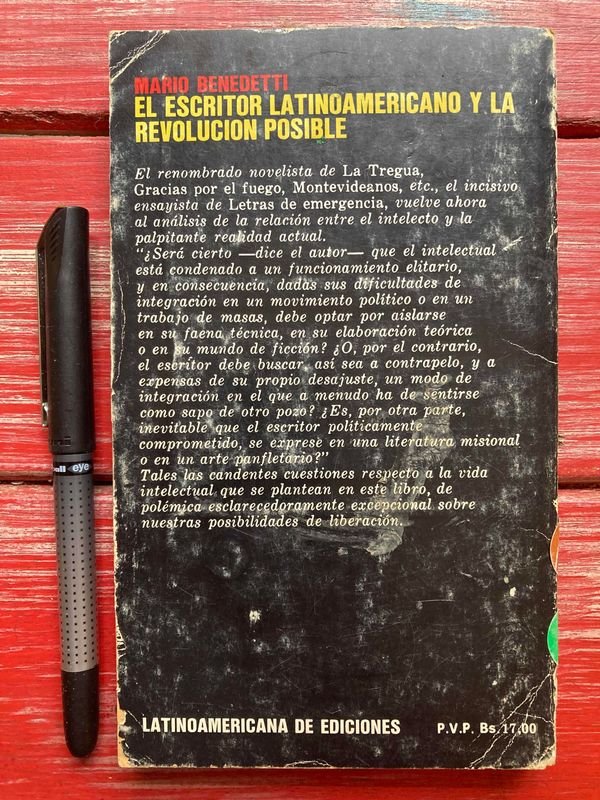 MARIO BENEDETTI
EL ESCRITOR LATINOAMERICANO Y LA
REVOLUCION POSIBLE
El renombrado novelista de La Tregua,
Gracias por el fuego, Montevideanos, etc., el incisivo
ensayista de Letras de emergencia, vuelve ahora
al análisis de la relación entre el intelecto y la
palpitante realidad actual.
"¿Será cierto —dice el autor— que el intelectual
está condenado a un funcionamiento elitario,
y en consecuencia, dadas sus dificultades de
integración en un movimiento político o en un
trabajo de masas, debe optar por aislarse
en su faena técnica, en su elaboración teórica
o en su mundo de ficción? ¿O, por el contrario,
el escritor debe buscar, así sea a contrapelo, y a
expensas de su propio desajuste, un modo de
integración en el que a menudo ha de sentirse
como sapo de otro pozo? ¿Es, por otra parte,
inevitable que el escritor políticamente
comprometido, se exprese en una literatura misional
o en un arte panfletario?"
Tales las candentes cuestiones respecto a la vida
intelectual que se plantean en este libro, de
polémica esclarecedoramente excepcional sobre
nuestras posibilidades de liberación.
LATINOAMERICANA DE EDICIONES P.V.P. Bs. 17,00
eye